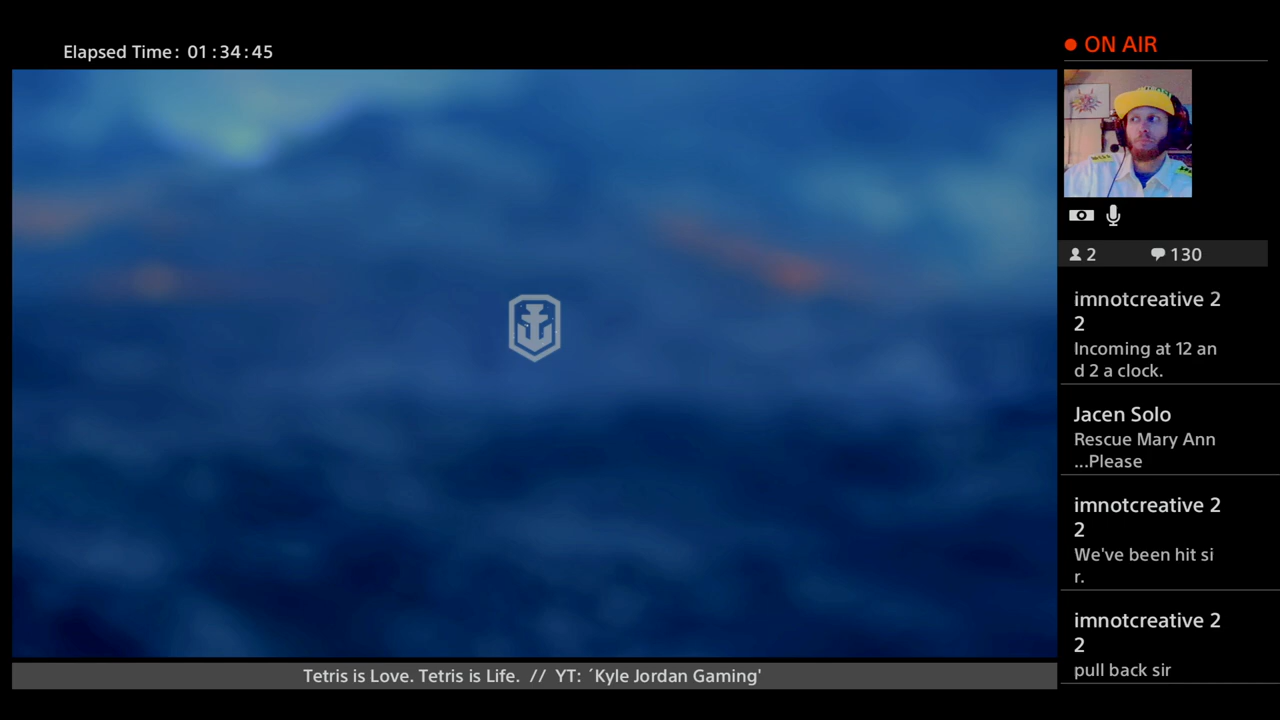 Elapsed Time: 01:34:45
ON AIR
2 130
imnotcreative 2
2
Incoming at 12 an
d 2 a clock.
Jacen Solo
Rescue Mary Ann
...Please
imnotcreative 2
2
We've been hit si
r.
imnotcreative 2
2
pull back sir
Tetris is Love. Tetris is Life. // YT: ´Kyle Jordan Gaming'